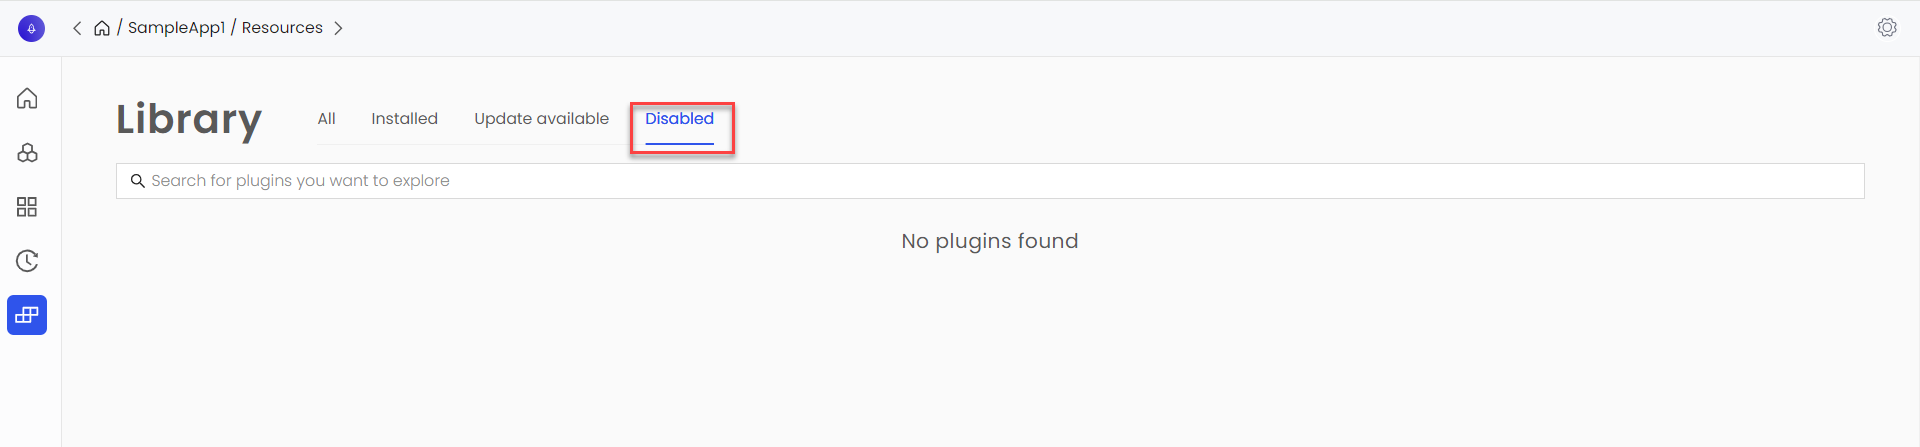 / SampleApp1 / Resources
Library
All Installed Update available Disabled
Search for plugins you want to explore
No plugins found